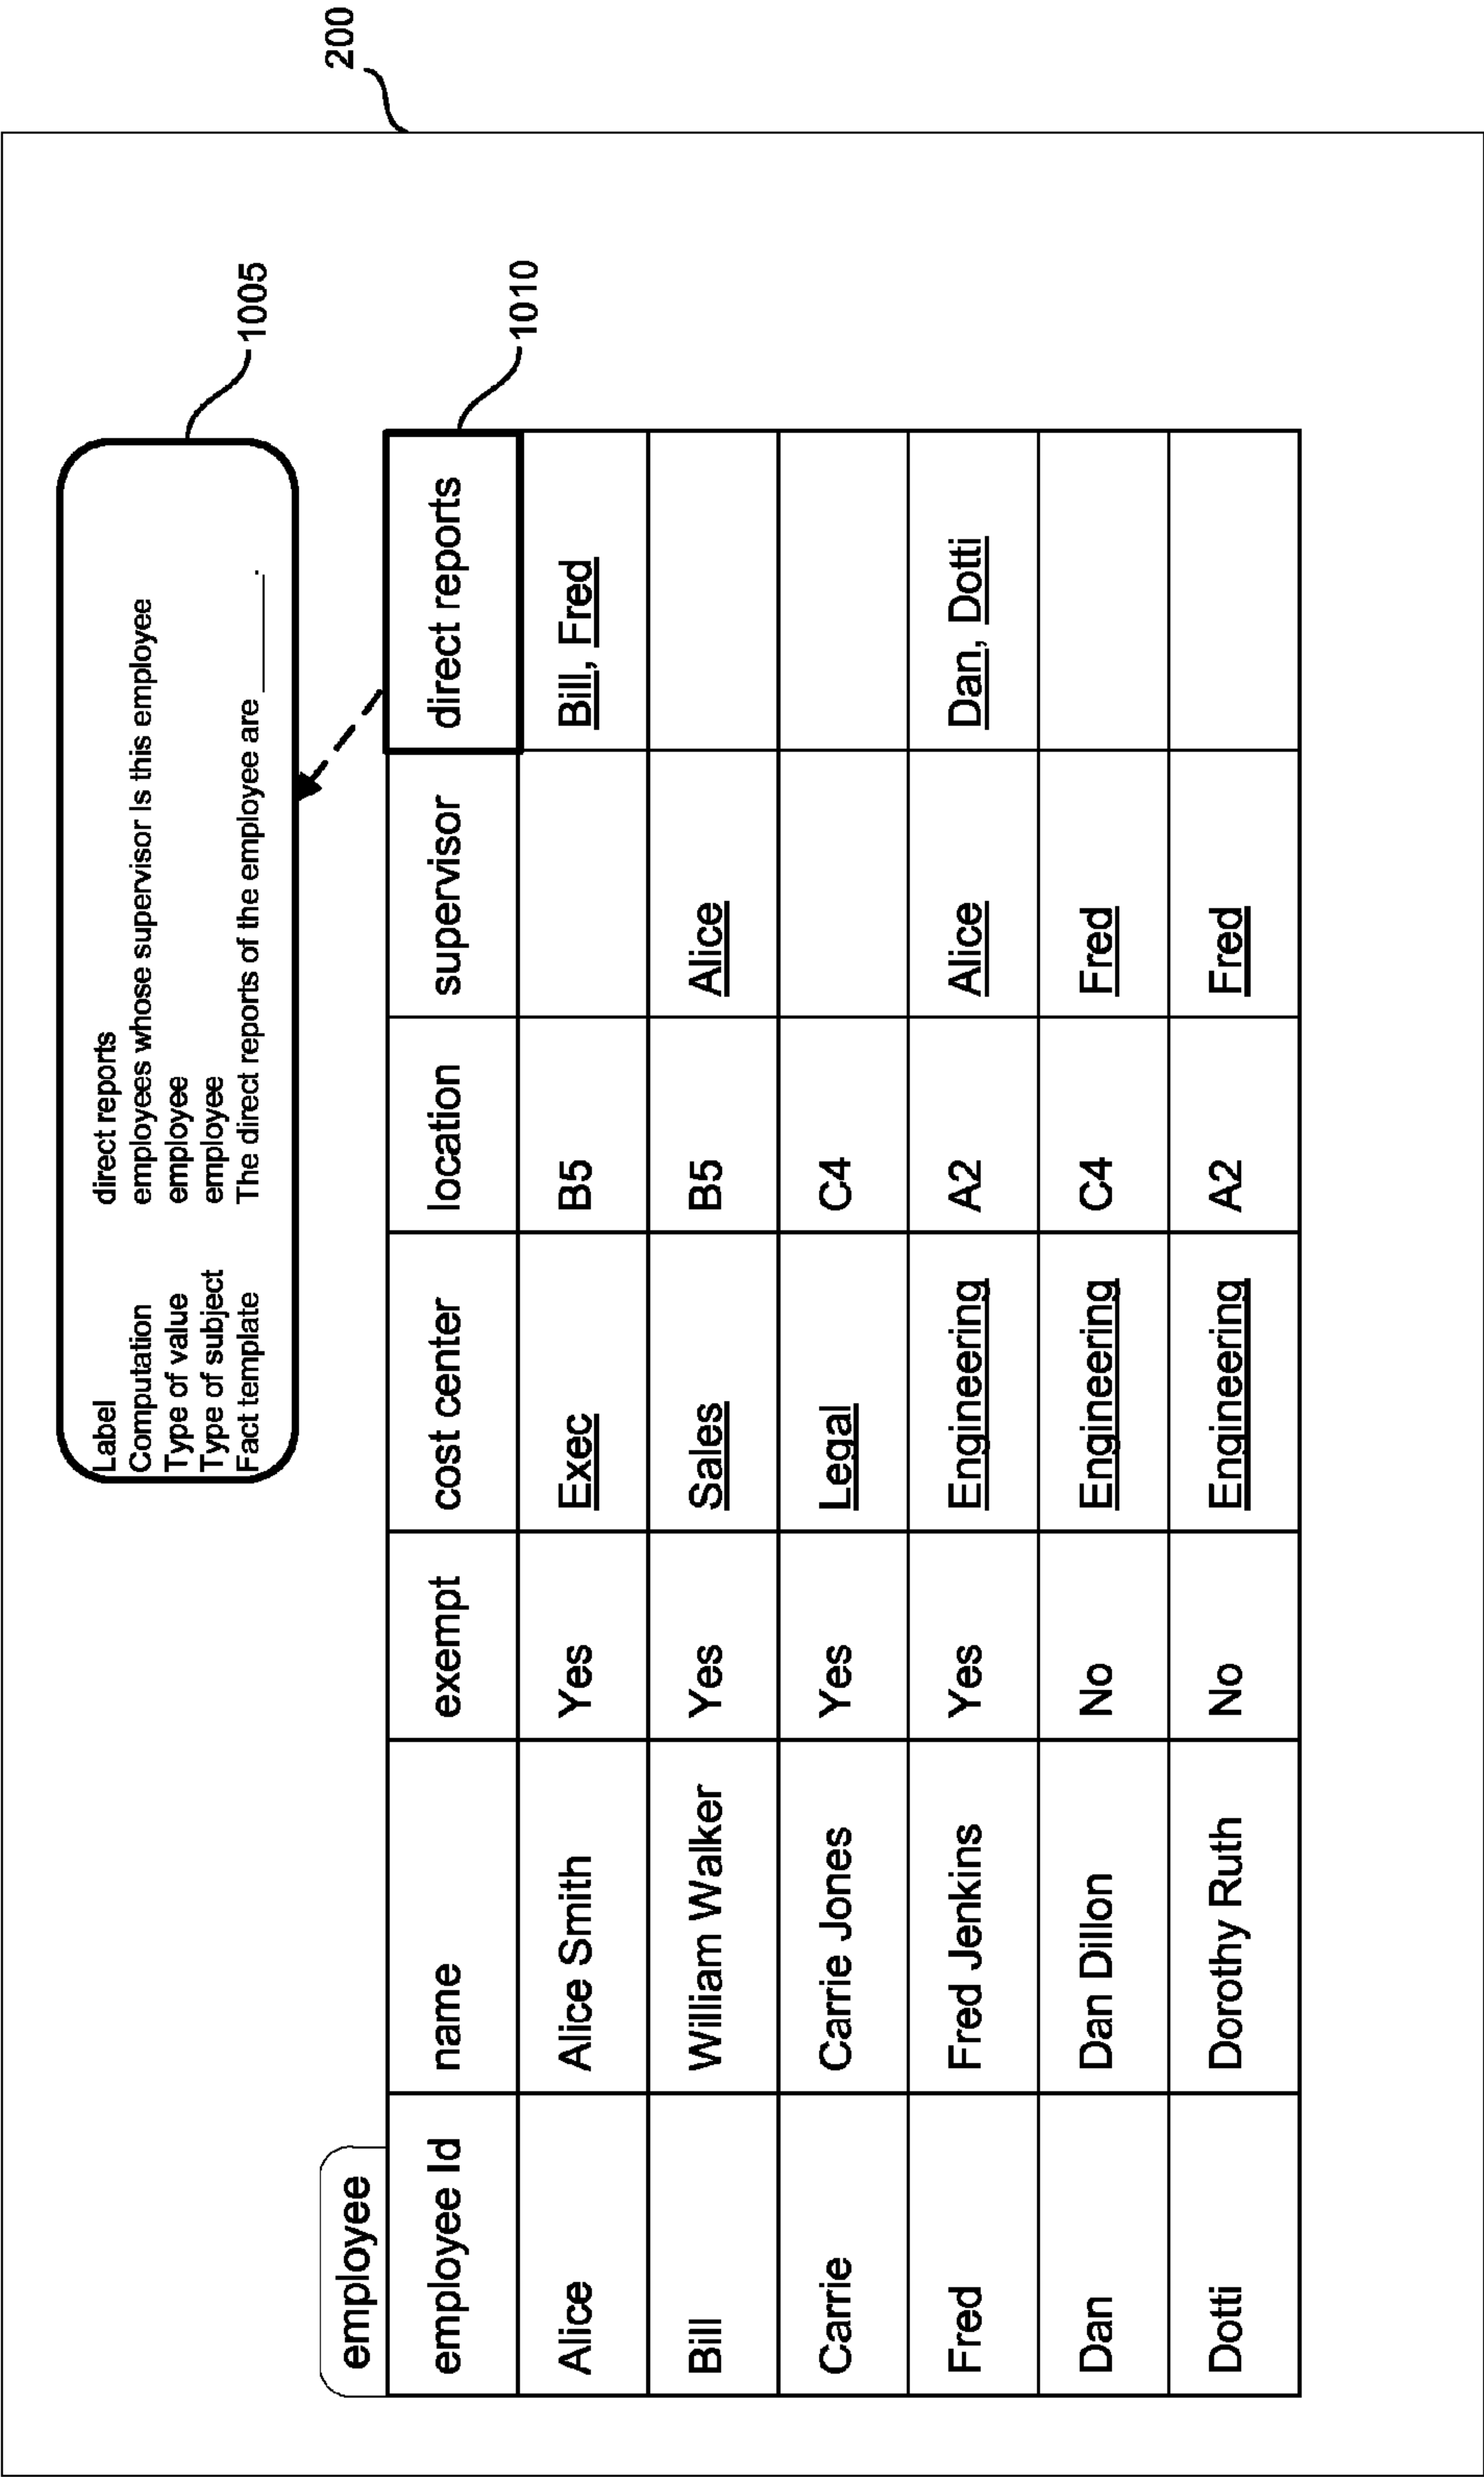 200
1005
Label direct reports
Computation employees whose supervisor is this employee
Type of value employee
Type of subject employee
Fact template The direct reports of the employee are ________.
1010
employee
employee Id name exempt cost center location supervisor direct reports
Alice Alice Smith Yes Exec B5 Bill, Fred
Bill William Walker Yes Sales B5 Alice
Carrie Carrie Jones Yes Legal C4
Fred Fred Jenkins Yes Engineering A2 Alice Dan, Dotti
Dan Dan Dillon No Engineering C4 Fred
Dotti Dorothy Ruth No Engineering A2 Fred